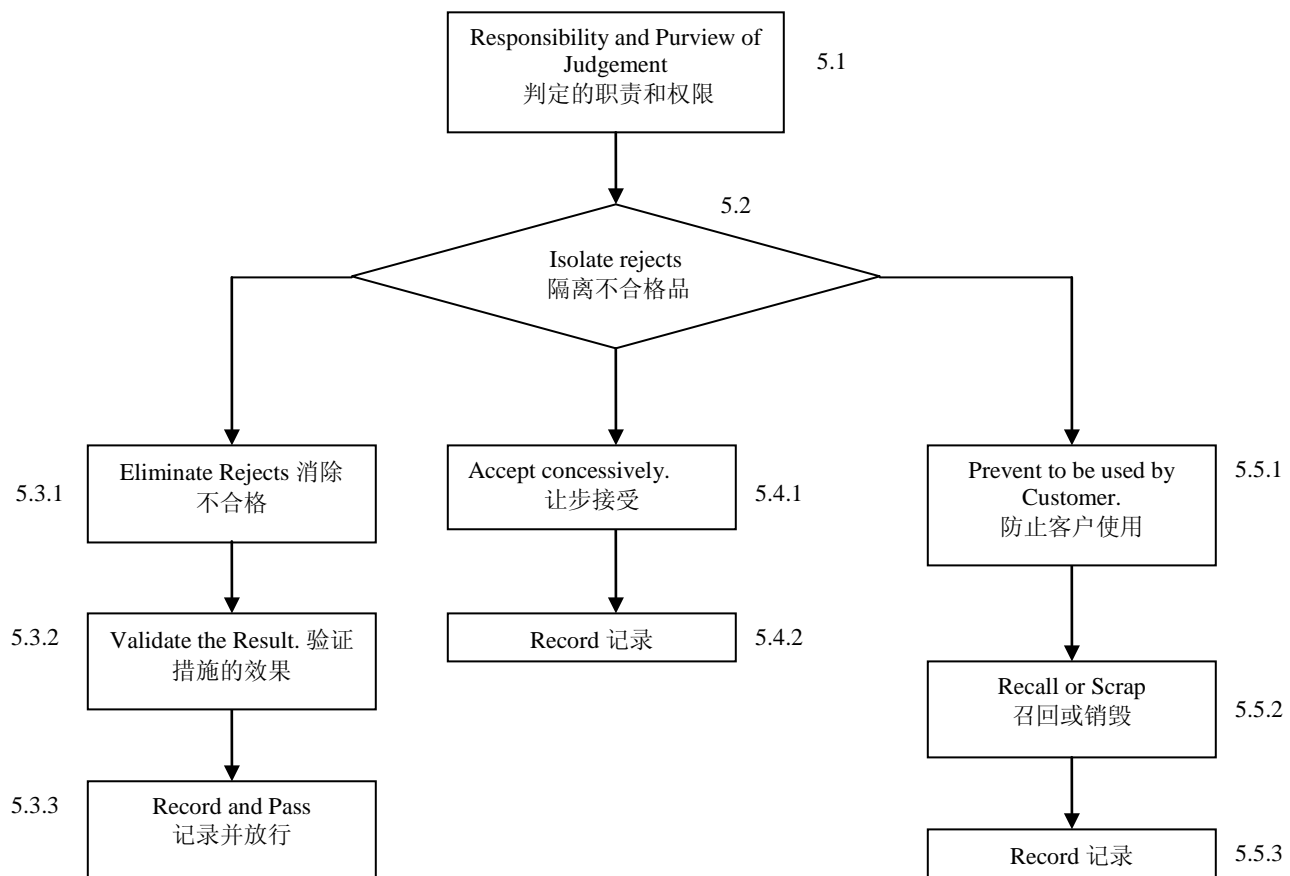 Responsibility and Purview of
Judgement
判定的职责和权限
5.1
5.2
Isolate rejects
隔离不合格品
5.3.1
Eliminate Rejects 消除
不合格
Accept concessively.
让步接受
5.4.1
Prevent to be used by
Customer.
防止客户使用
5.5.1
5.3.2
Validate the Result. 验证
措施的效果
Record 记录
5.4.2
Recall or Scrap
召回或销毁
5.5.2
5.3.3
Record and Pass
记录并放行
Record 记录
5.5.3